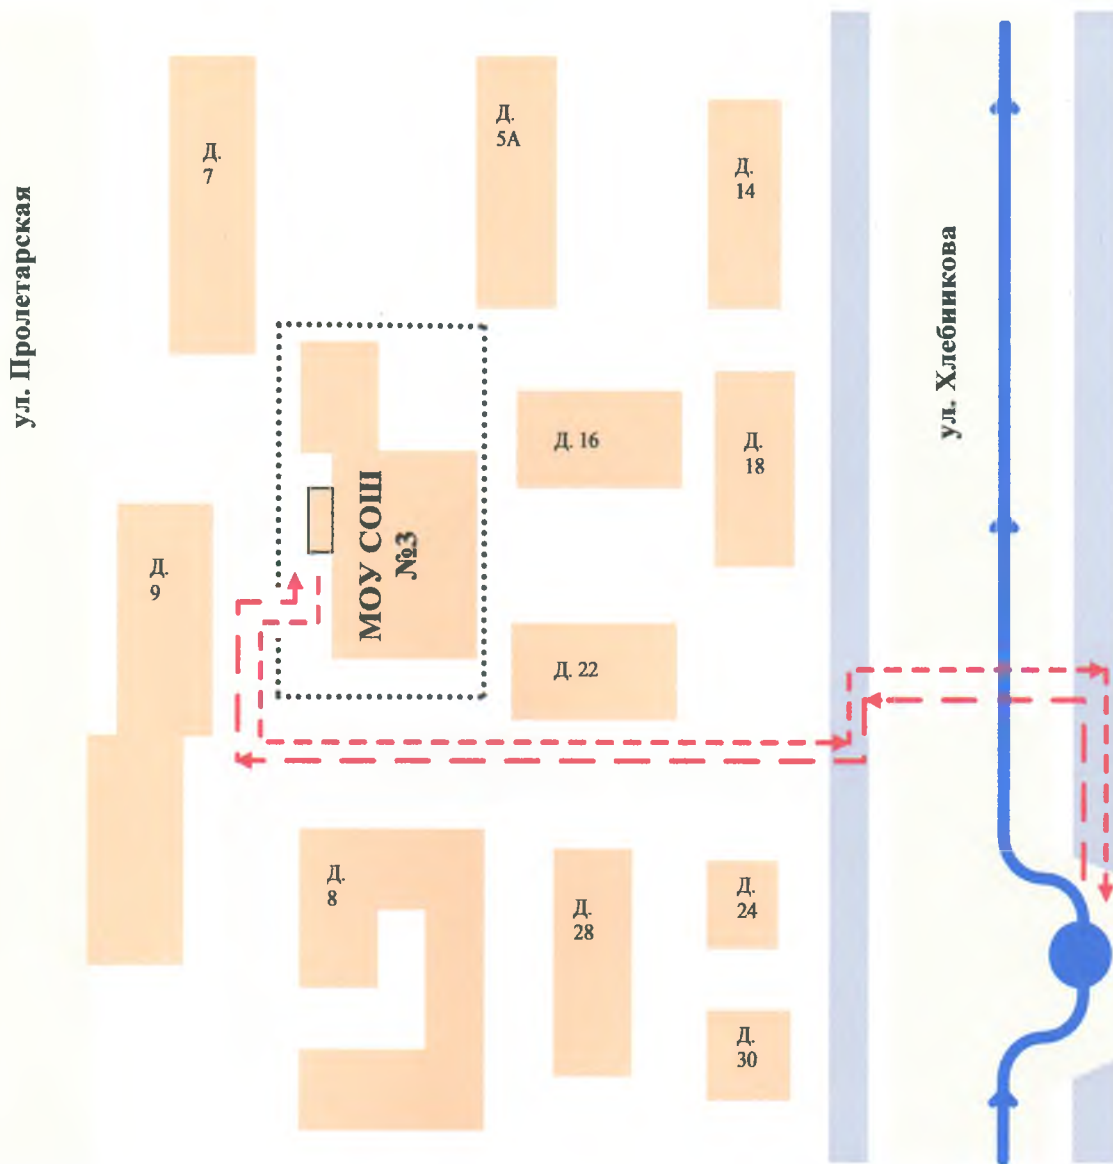 ул. Пролетарская
Д.
7
Д.
5А
Д.
14
ул. Хлебникова
Д. 16
Д.
18
МОУ СОШ
№3
Д.
9
Д. 22
Д.
8
Д.
28
Д.
24
Д.
30